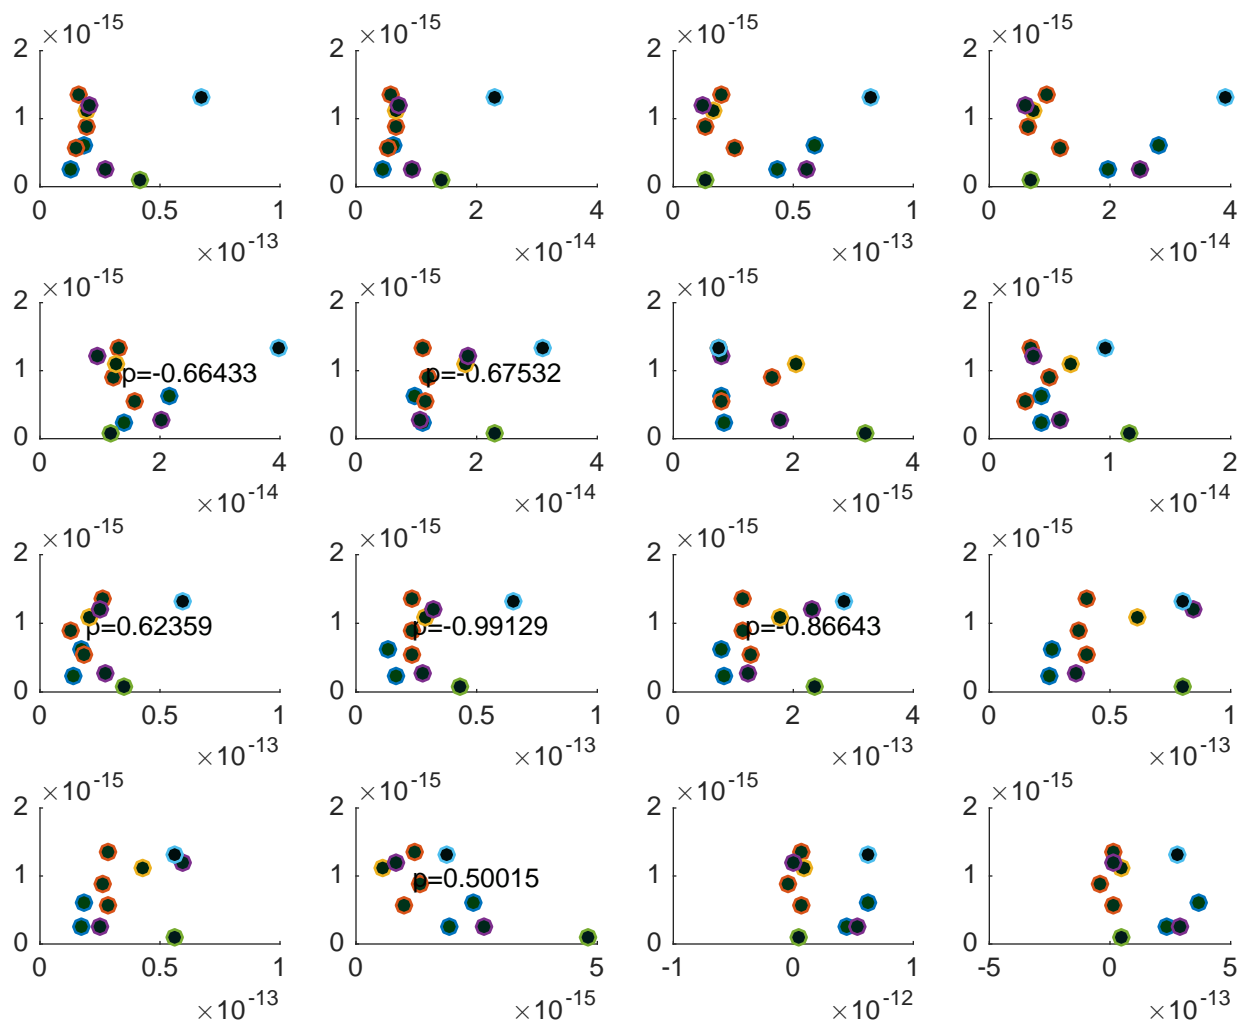 ×10-15 ×10-15 ×10-15 ×10-15
2 2 2 2
1 1 1 1
0 0 0 0
0 0.5 1 0 2 4 0 0.5 1 0 2 4
×10-13 ×10-14 ×10-13 ×10-14
×10-15 ×10-15 ×10-15 ×10-15
2 2 2 2
1 p=-0.66433 1 p=-0.67532 1 1
0 0 0 0
0 2 4 0 2 4 0 2 4 0 1 2
×10-14 ×10-14 ×10-15 ×10-14
×10-15 ×10-15 ×10-15 ×10-15
2 2 2 2
1 p=0.62359 1 p=-0.99129 1 p=-0.86643 1
0 0 0 0
0 0.5 1 0 0.5 1 0 2 4 0 0.5 1
×10-13 ×10-13 ×10-13 ×10-13
×10-15 ×10-15 ×10-15 ×10-15
2 2 2 2
1 1 p=0.50015 1 1
0 0 0 0
0 0.5 1 0 5 -1 0 1 -5 0 5
×10-13 ×10-15 ×10-12 ×10-13